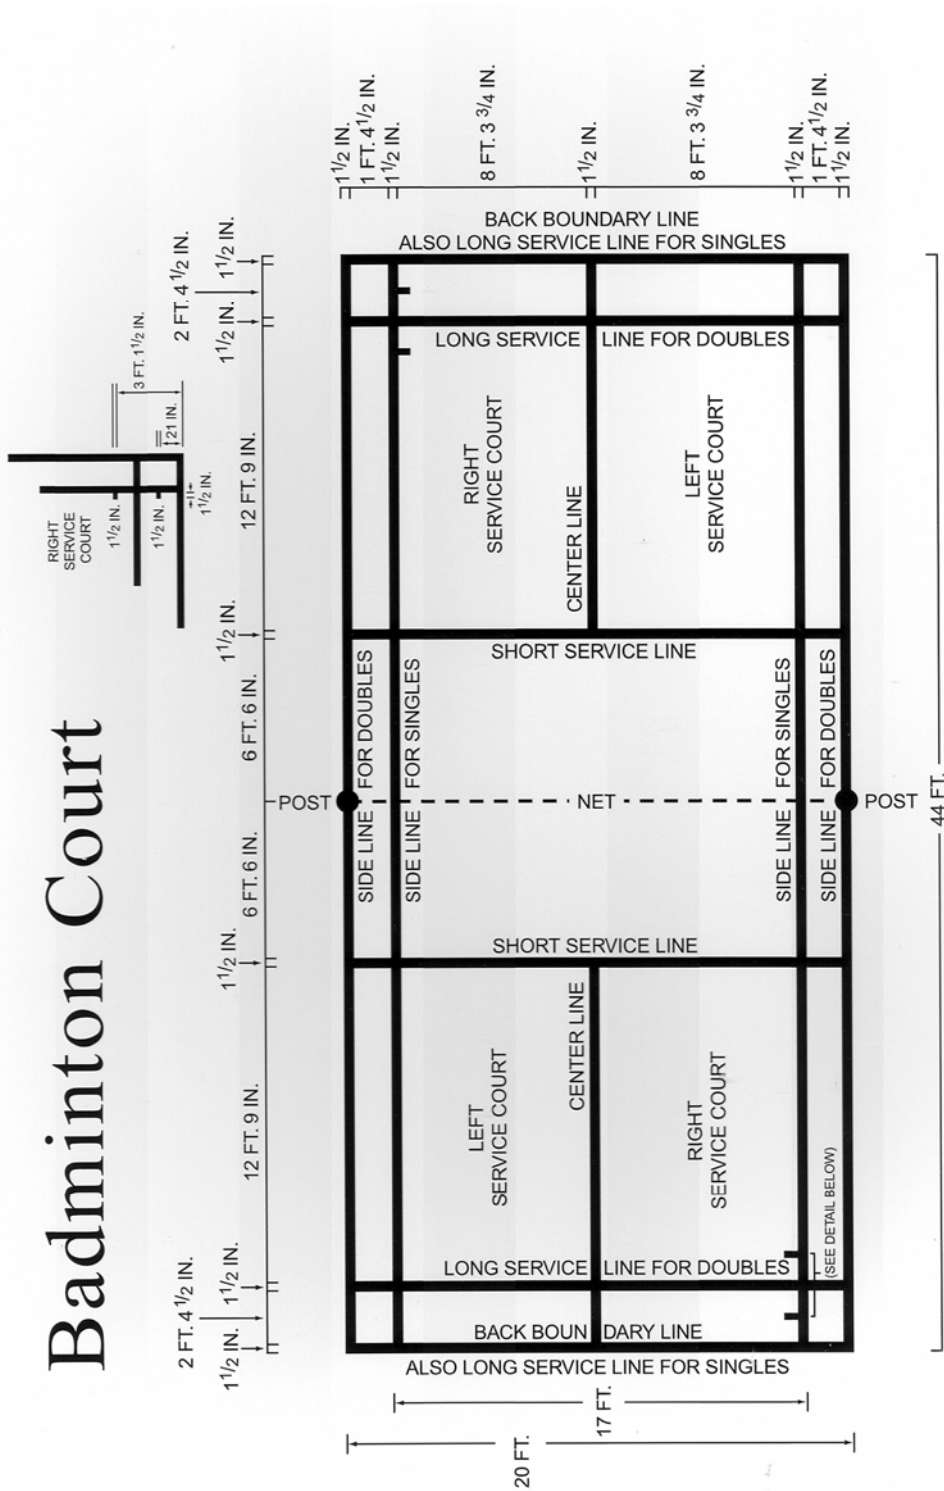 Badminton Court
1 1/2 IN.
1 FT. 4 1/2 IN.
1 1/2 IN.
8 FT. 3 3/4 IN.
1 1/2 IN.
8 FT. 3 3/4 IN.
1 1/2 IN.
1 FT. 4 1/2 IN.
1 1/2 IN.
BACK BOUNDARY LINE
ALSO LONG SERVICE LINE FOR SINGLES
1 1/2 IN.
2 FT. 4 1/2 IN.
1 1/2 IN.
12 FT. 9 IN.
1 1/2 IN.
6 FT. 6 IN.
6 FT. 6 IN.
1 1/2 IN.
12 FT. 9 IN.
1 1/2 IN.
2 FT. 4 1/2 IN.
1 1/2 IN.
3 FT. 1 1/2 IN.
21 IN.
1 1/2 IN.
1 1/2 IN.
1 1/2 IN.
RIGHT
SERVICE
COURT
LONG SERVICE LINE FOR DOUBLES
RIGHT
SERVICE COURT
LEFT
SERVICE COURT
CENTER LINE
SHORT SERVICE LINE
SIDE LINE FOR DOUBLES
SIDE LINE FOR SINGLES
SIDE LINE FOR SINGLES
SIDE LINE FOR DOUBLES
POST
NET
POST
44 FT.
SHORT SERVICE LINE
CENTER LINE
LEFT
SERVICE COURT
RIGHT
SERVICE COURT
(SEE DETAIL BELOW)
LONG SERVICE LINE FOR DOUBLES
BACK BOUNDARY LINE
ALSO LONG SERVICE LINE FOR SINGLES
17 FT.
20 FT.